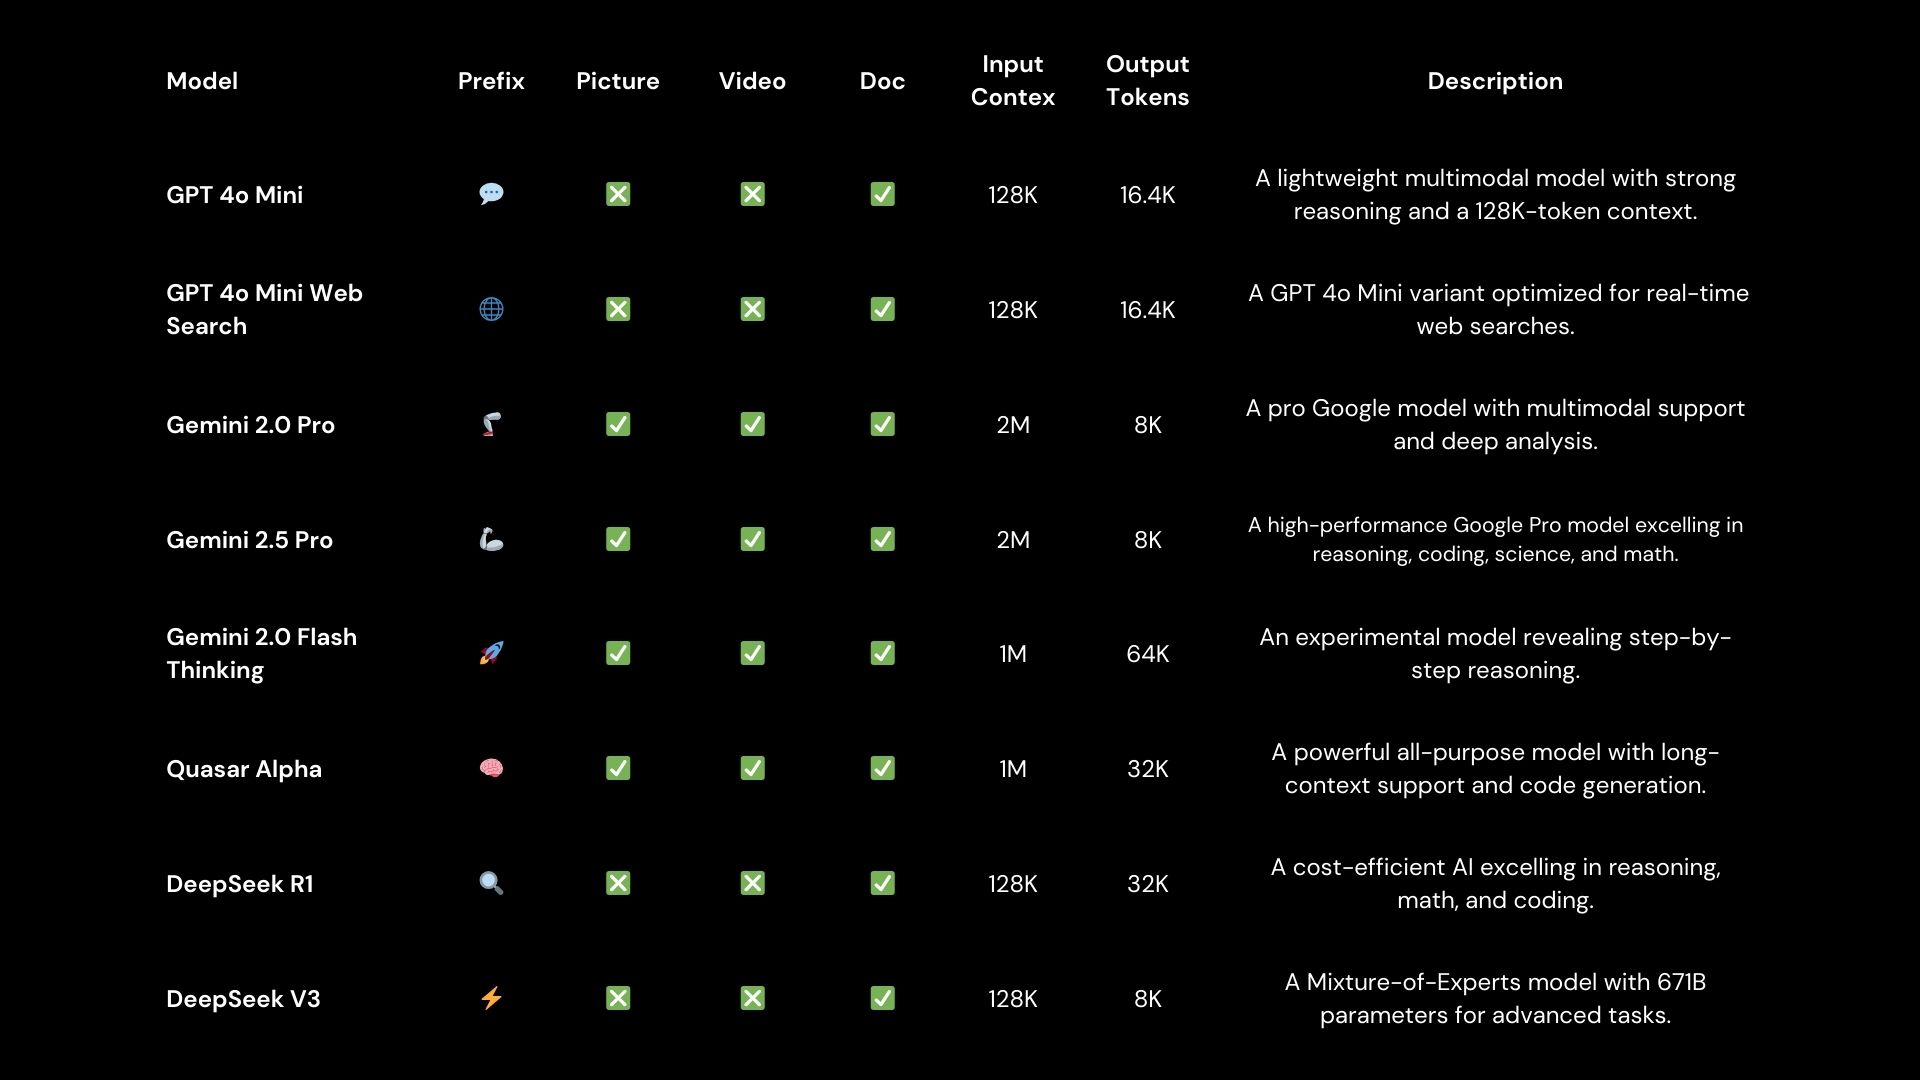 Model Prefix Picture Video Doc Input Contex Output Tokens Description
GPT 4o Mini 💬 ❎ ❎ ✅ 128K 16.4K A lightweight multimodal model with strong
reasoning and a 128K-token context.
GPT 4o Mini Web
Search 🌐 ❎ ❎ ✅ 128K 16.4K A GPT 4o Mini variant optimized for real-time
web searches.
Gemini 2.0 Pro 🦿 ✅ ✅ ✅ 2M 8K A pro Google model with multimodal support
and deep analysis.
Gemini 2.5 Pro 🦾 ✅ ✅ ✅ 2M 8K A high-performance Google Pro model excelling in
reasoning, coding, science, and math.
Gemini 2.0 Flash
Thinking 🚀 ✅ ✅ ✅ 1M 64K An experimental model revealing step-by-
step reasoning.
Quasar Alpha 🧠 ✅ ✅ ✅ 1M 32K A powerful all-purpose model with long-
context support and code generation.
DeepSeek R1 🔍 ❎ ❎ ✅ 128K 32K A cost-efficient AI excelling in reasoning,
math, and coding.
DeepSeek V3 ⚡ ❎ ❎ ✅ 128K 8K A Mixture-of-Experts model with 671B
parameters for advanced tasks.